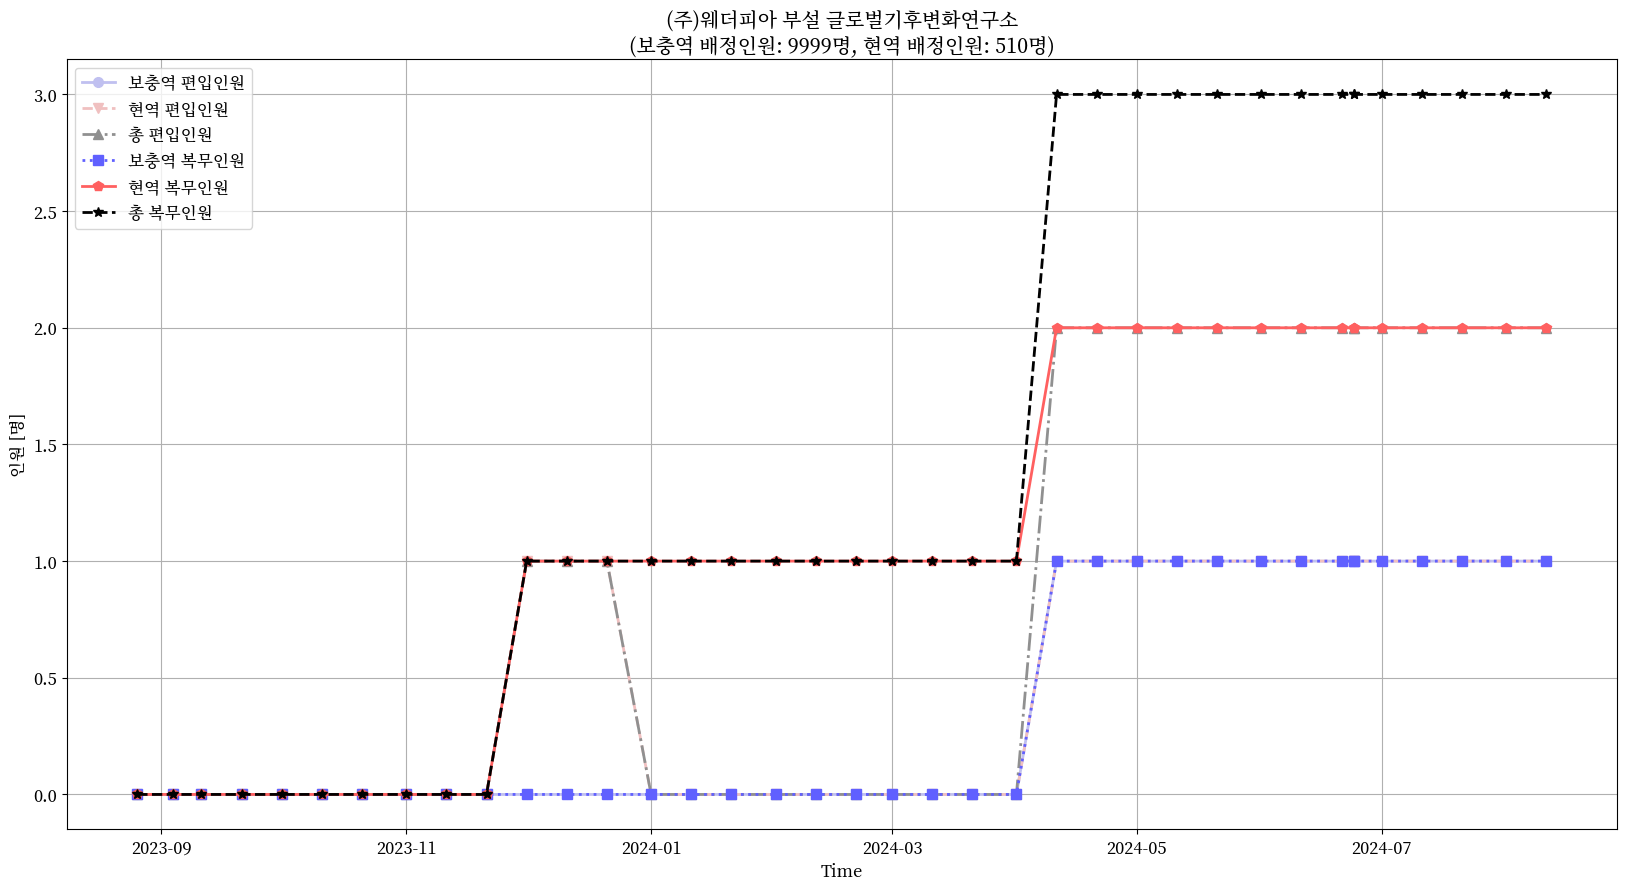 (주)웨더피아 부설 글로벌기후변화연구소
(보충역 배정인원: 9999명, 현역 배정인원: 510명)
보충역 편입인원
현역 편입인원
총 편입인원
보충역 복무인원
현역 복무인원
총 복무인원
인원 [명]
3.0
2.5
2.0
1.5
1.0
0.5
0.0
2023-09
2023-11
2024-01
2024-03
2024-05
2024-07
Time